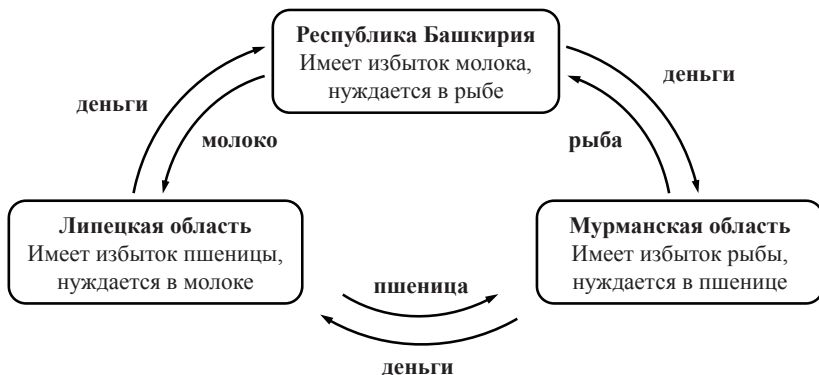 Республика Башкирия
Имеет избыток молока,
нуждается в рыбе
деньги
деньги
молоко
рыба
Липецкая область
Имеет избыток пшеницы,
нуждается в молоке
Мурманская область
Имеет избыток рыбы,
нуждается в пшенице
пшеница
деньги